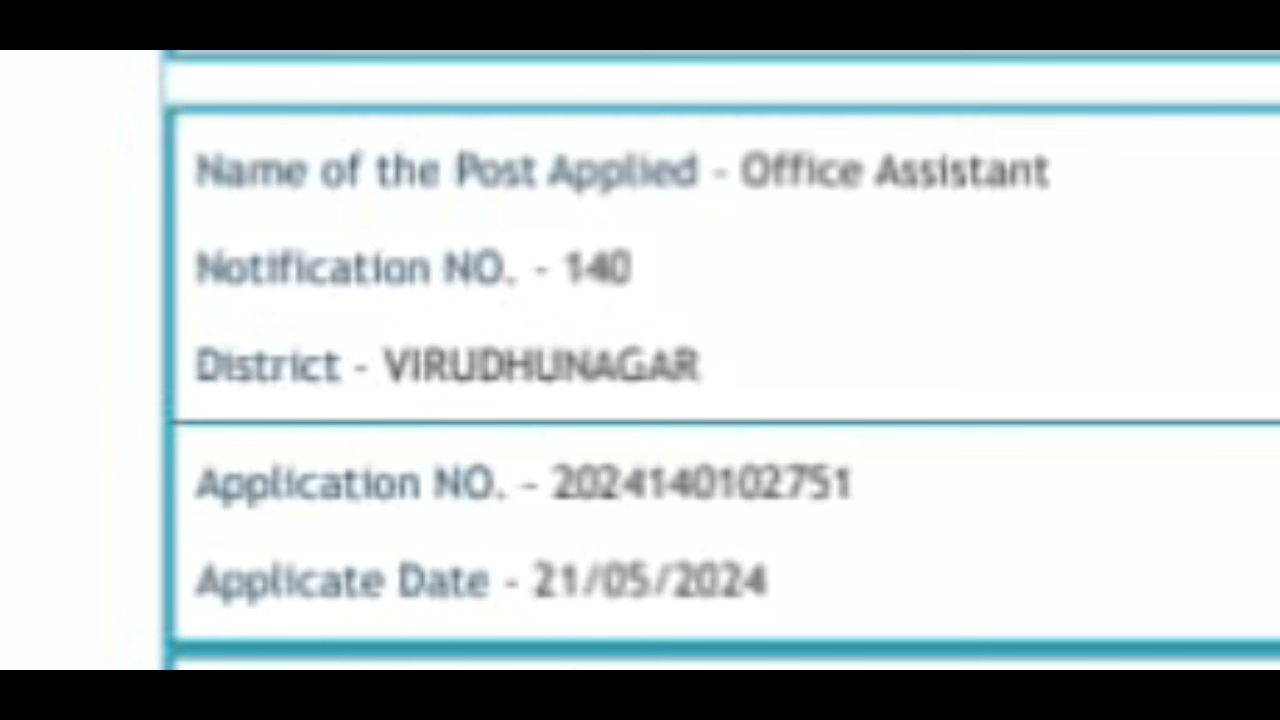 Name of the Post Applied - Office Assistant
Notification NO. - 140
District - VIRUDHUNAGAR
Application NO. - 2024140102751
Applicate Date - 21/05/2024